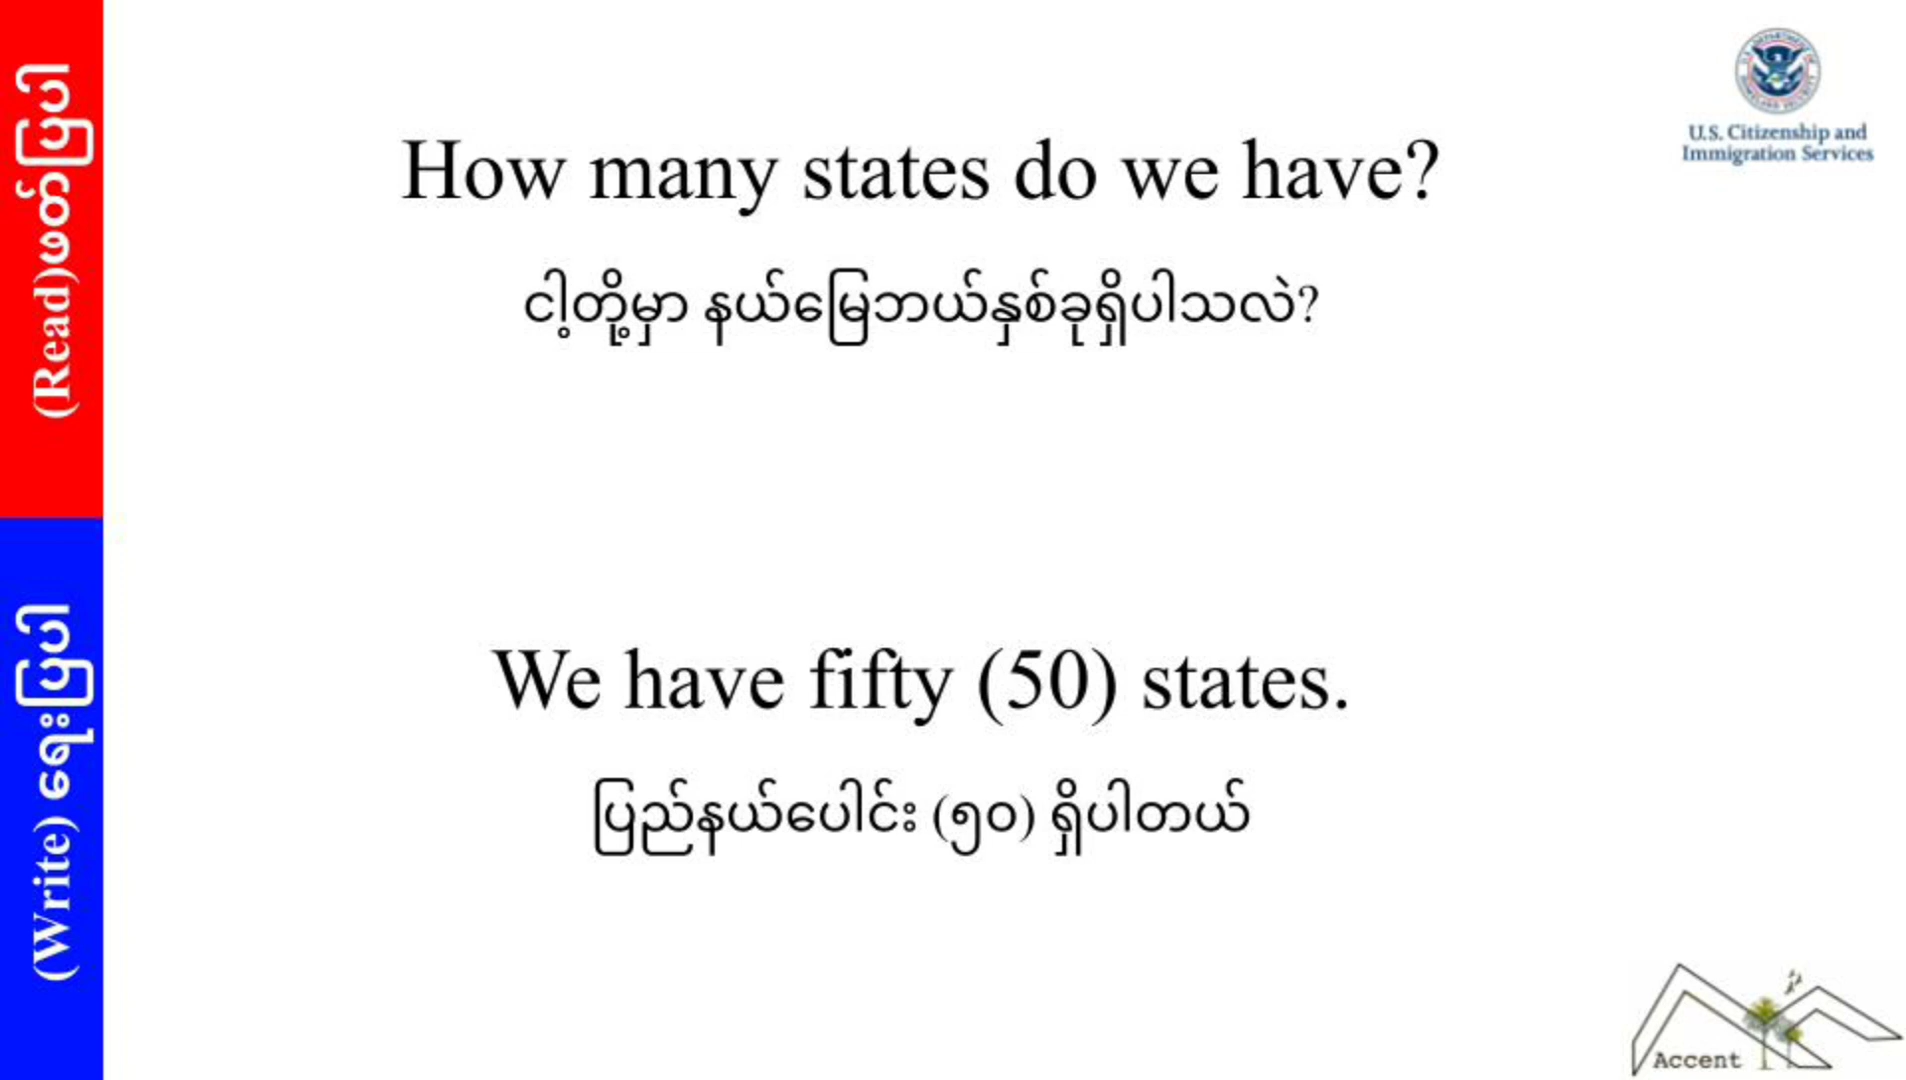 (Read)ဖတ်ပြပါ
How many states do we have?
ငါ့တို့မှာ နယ်မြေဘယ်နှစ်ခုရှိပါသလဲ?
U.S. Citizenship and
Immigration Services
(Write) ရေးပြပါ
We have fifty (50) states.
ပြည်နယ်ပေါင်း (၅၀) ရှိပါတယ်
Accent